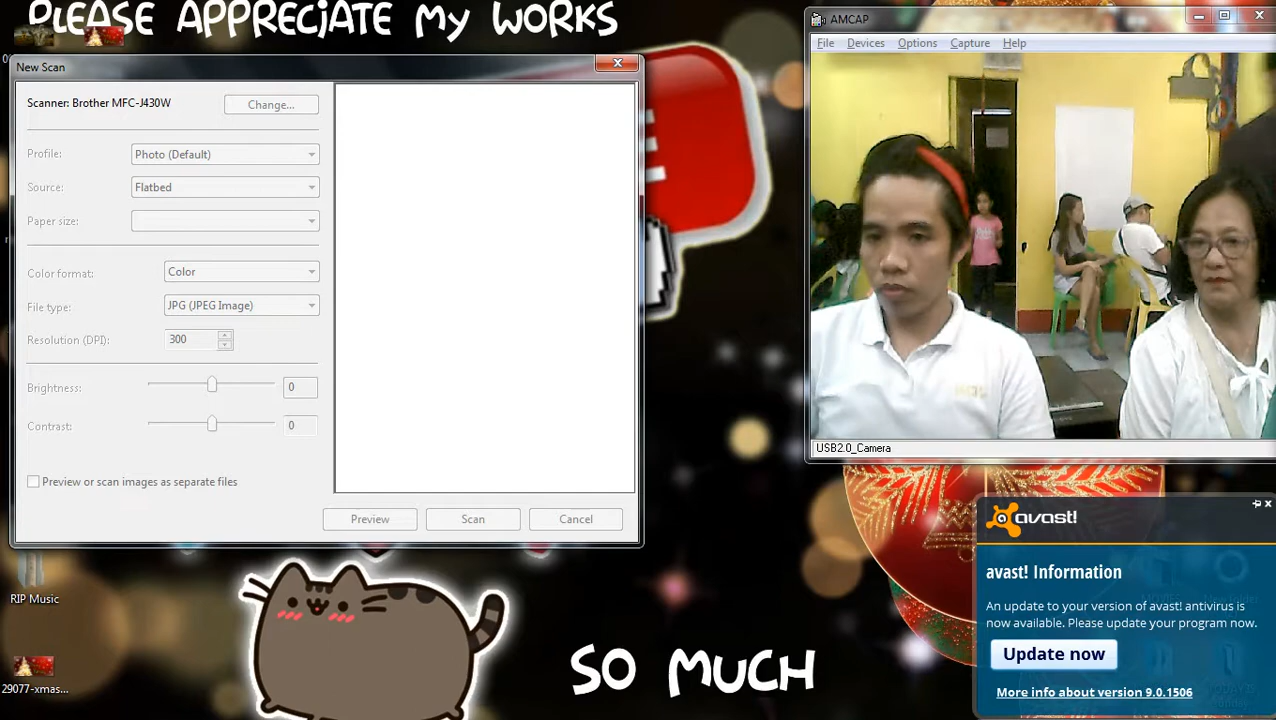 PLEASE APPRECIATE MY WORKS
New Scan
Scanner: Brother MFC-J430W
Change...
Profile:
Photo (Default)
Source:
Flatbed
Paper size:
Color format:
Color
File type:
JPG (JPEG Image)
Resolution (DPI):
300
Brightness:
0
Contrast:
0
Preview or scan images as separate files
Preview
Scan
Cancel
AMCAP
File Devices Options Capture Help
USB2.0_Camera
avast!
avast! Information
An update to your version of avast! antivirus is
now available. Please update your program now.
Update now
More info about version 9.0.1506
RIP Music
29077-xmas...
SO MUCH